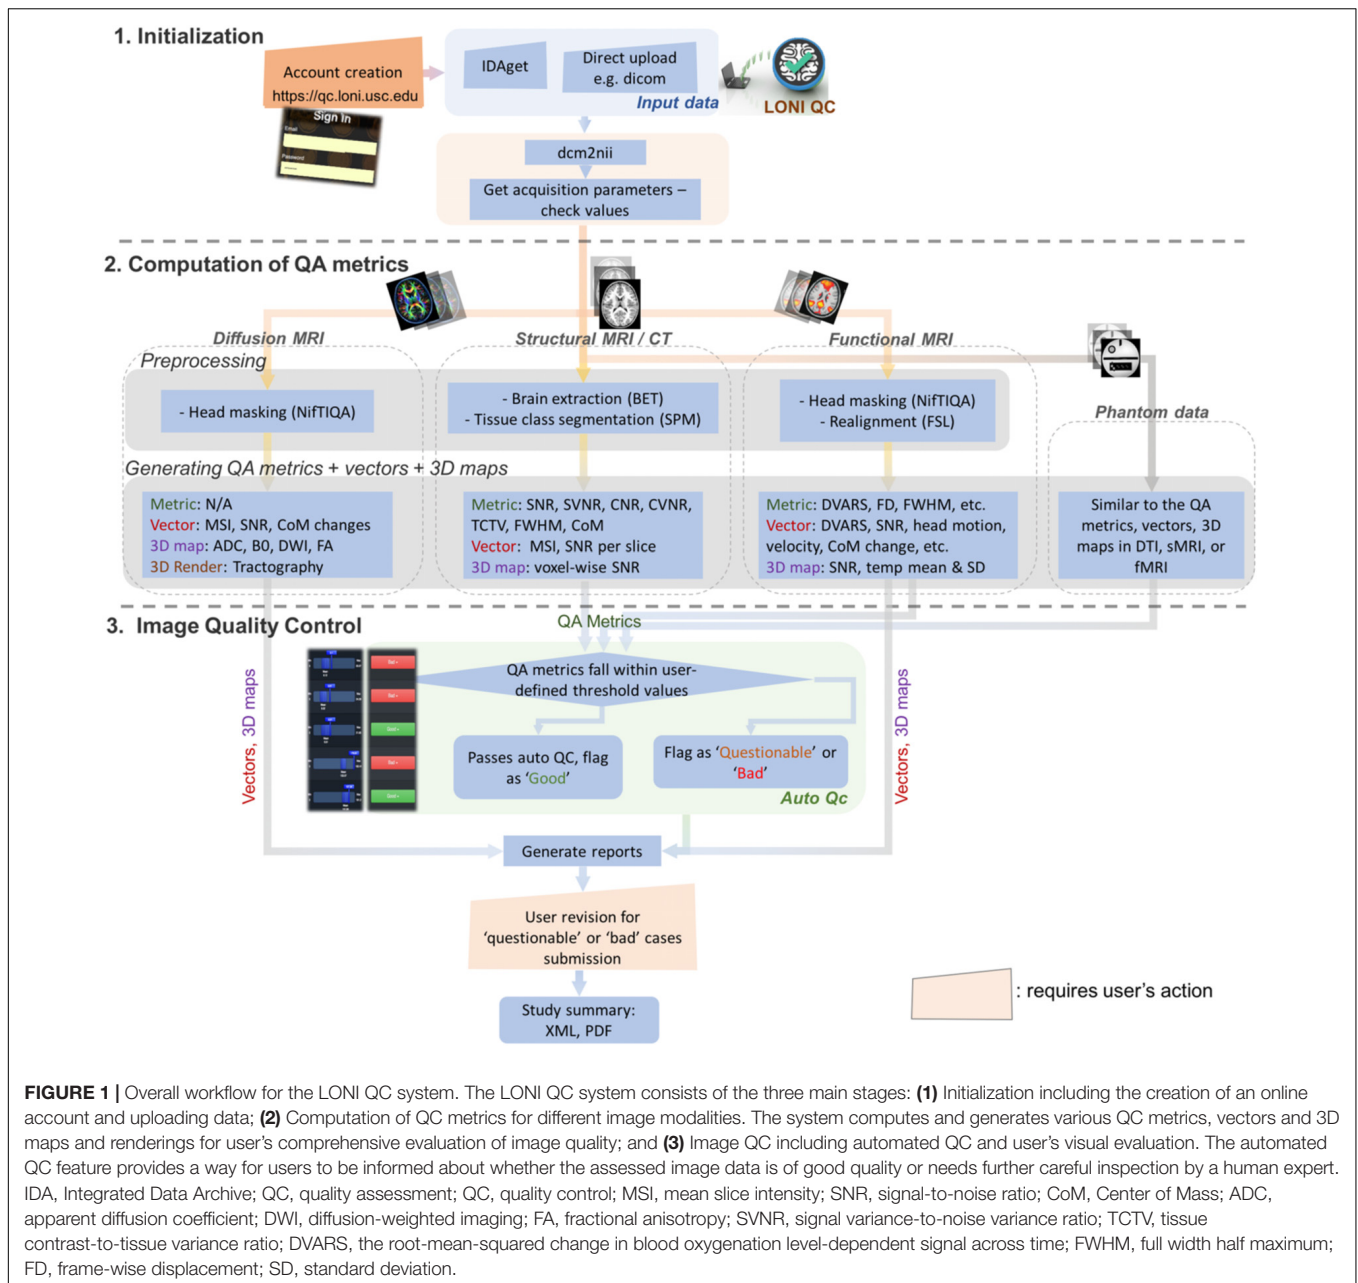 1. Initialization
Account creation
https://qc.loni.usc.edu
Sign In
Email
Password
IDAget
Direct upload
e.g. dicom
Input data
LONI QC
dcm2nii
Get acquisition parameters –
check values
2. Computation of QA metrics
Diffusion MRI
Structural MRI / CT
Functional MRI
Phantom data
Preprocessing
- Head masking (NifTIQA)
- Brain extraction (BET)
- Tissue class segmentation (SPM)
- Head masking (NifTIQA)
- Realignment (FSL)
Generating QA metrics + vectors + 3D maps
Metric: N/A
Vector: MSI, SNR, CoM changes
3D map: ADC, B0, DWI, FA
3D Render: Tractography
Metric: SNR, SVNR, CNR, CVNR,
TCTV, FWHM, CoM
Vector: MSI, SNR per slice
3D map: voxel-wise SNR
Metric: DVARS, FD, FWHM, etc.
Vector: DVARS, SNR, head motion,
velocity, CoM change, etc.
3D map: SNR, temp mean & SD
Similar to the QA
metrics, vectors, 3D
maps in DTI, sMRI, or
fMRI
3. Image Quality Control
QA Metrics
Vectors, 3D maps
QA metrics fall within user-
defined threshold values
Passes auto QC, flag
as ‘Good’
Flag as ‘Questionable’ or
‘Bad’
Auto Qc
Vectors, 3D maps
Generate reports
User revision for
‘questionable’ or ‘bad’ cases
submission
Study summary:
XML, PDF
: requires user's action
FIGURE 1 | Overall workflow for the LONI QC system. The LONI QC system consists of the three main stages: (1) Initialization including the creation of an online
account and uploading data; (2) Computation of QC metrics for different image modalities. The system computes and generates various QC metrics, vectors and 3D
maps and renderings for user's comprehensive evaluation of image quality; and (3) Image QC including automated QC and user's visual evaluation. The automated
QC feature provides a way for users to be informed about whether the assessed image data is of good quality or needs further careful inspection by a human expert.
IDA, Integrated Data Archive; QC, quality assessment; QC, quality control; MSI, mean slice intensity; SNR, signal-to-noise ratio; CoM, Center of Mass; ADC,
apparent diffusion coefficient; DWI, diffusion-weighted imaging; FA, fractional anisotropy; SVNR, signal variance-to-noise variance ratio; TCTV, tissue
contrast-to-tissue variance ratio; DVARS, the root-mean-squared change in blood oxygenation level-dependent signal across time; FWHM, full width half maximum;
FD, frame-wise displacement; SD, standard deviation.